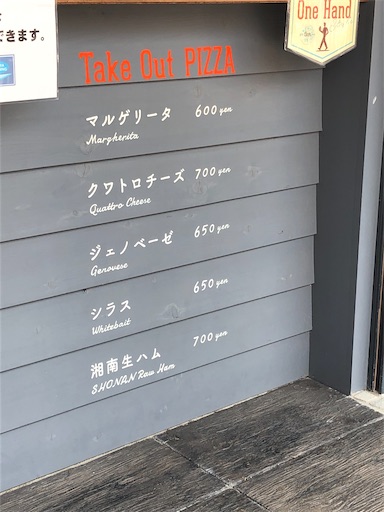 できます。
One Hand
Take Out PIZZA
マルゲリータ 600 yen
Margherita
クワトロチーズ 700 yen
Quattro Cheese
ジェノベーゼ 650 yen
Genovese
シラス 650 yen
Whitebait
湘南生ハム 700 yen
SHONAN Raw Ham